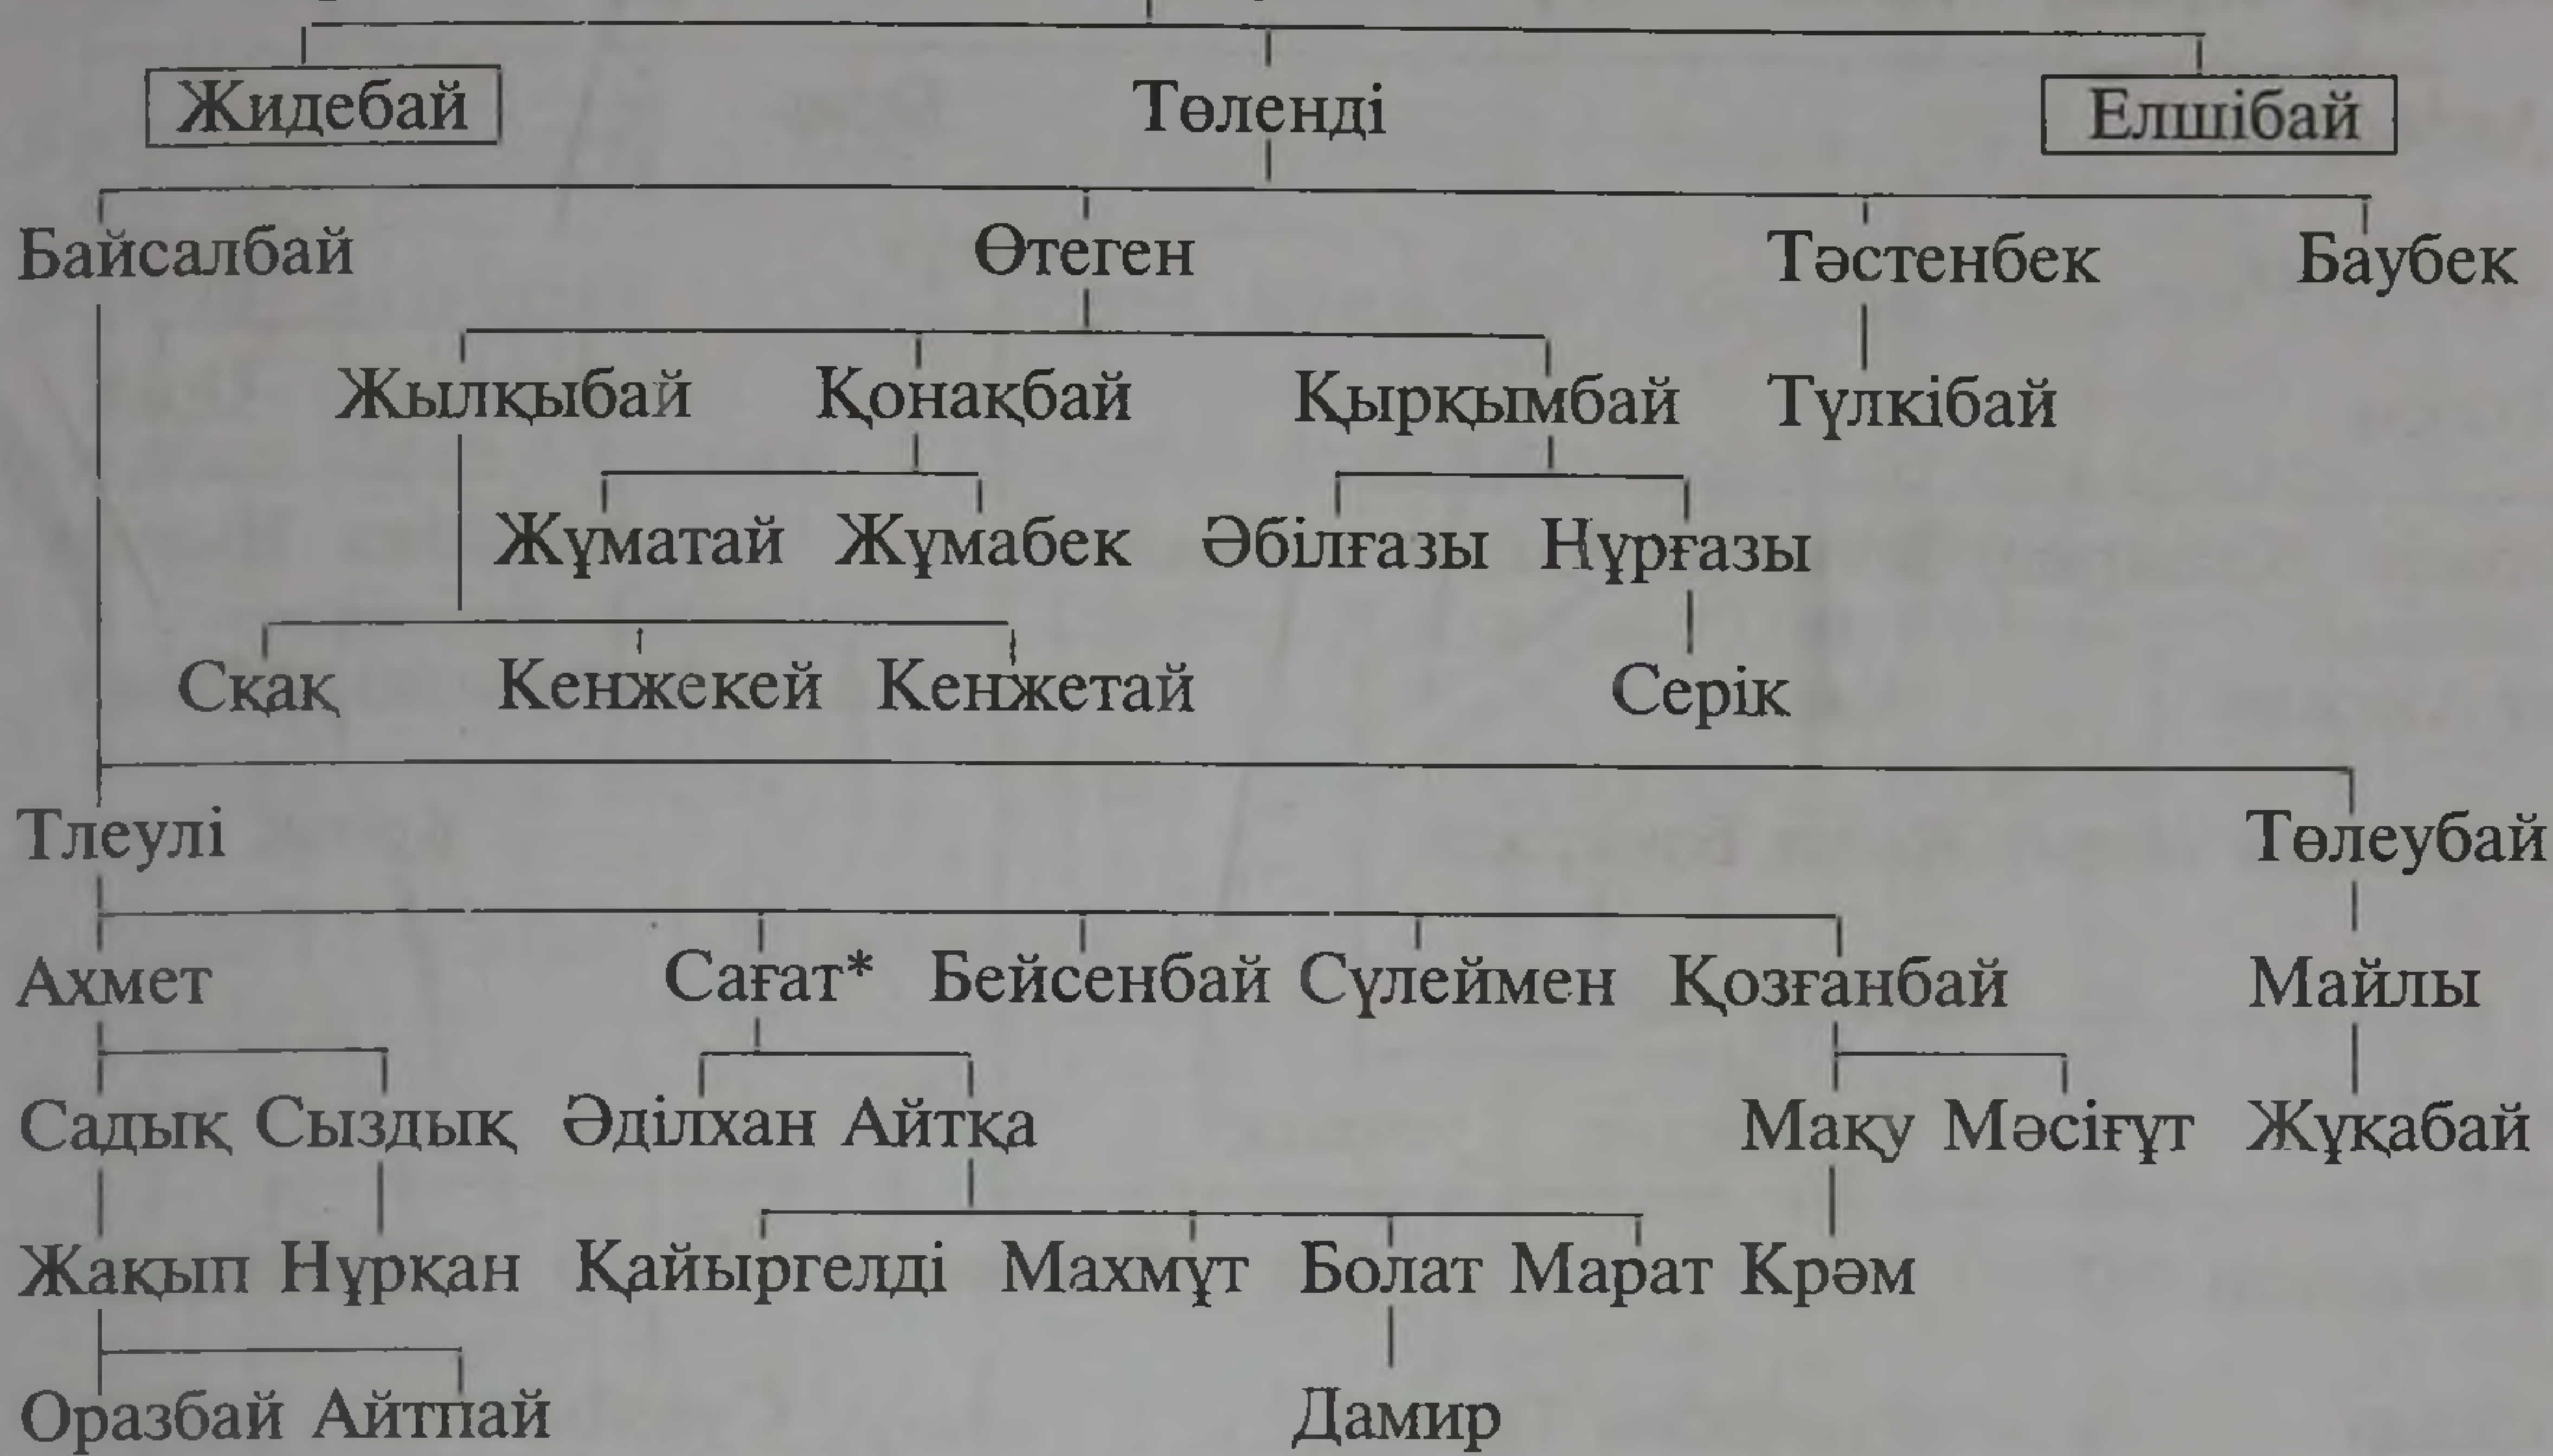 Жидебай Төленді Елшібай
Байсалбай Өтеген Тәстенбек Баубек
Жылқыбай Қонақбай Қырқымбай Түлкібай
Жұматай Жұмабек Әбілғазы Нұрғазы
Сқақ Кенжекей Кенжетай Серік
Тлеулі Төлеубай
Ахмет Сағат* Бейсенбай Сүлеймен Қозғанбай Майлы
Садық Сыздық Әділхан Айтқа Мақу Мәсіғұт Жұқабай
Жақып Нұрқан Қайыргелді Махмұт Болат Марат Крәм
Оразбай Айтпай Дамир